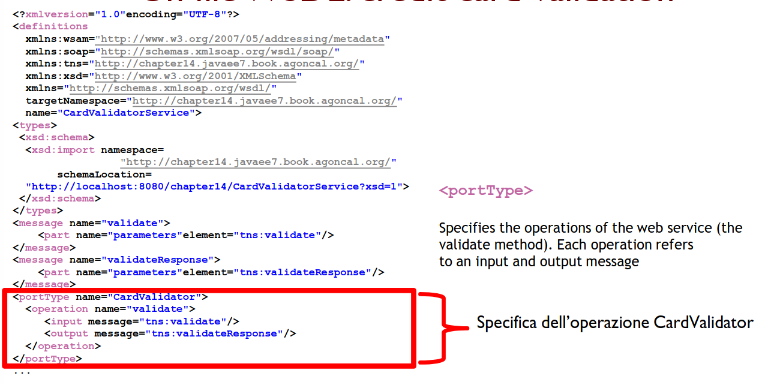 <?xmlversion="1.0"encoding="UTF-8"?>
<definitions
xmlns:wsam="http://www.w3.org/2007/05/addressing/metadata"
xmlns:soap="http://schemas.xmlsoap.org/wsdl/soap/"
xmlns:tns="http://chapter14.javaee7.book.agoncal.org/"
xmlns:xsd="http://www.w3.org/2001/XMLSchema"
xmlns="http://schemas.xmlsoap.org/wsdl/"
targetNamespace="http://chapter14.javaee7.book.agoncal.org/"
name="CardValidatorService">
<types>
<xsd:schema>
<xsd:import namespace=
"http://chapter14.javaee7.book.agoncal.org/"
schemaLocation=
"http://localhost:8080/chapter14/CardValidatorService?xsd=1">
</xsd:schema>
</types>
<message name="validate">
<part name="parameters"element="tns:validate"/>
</message>
<message name="validateResponse">
<part name="parameters"element="tns:validateResponse"/>
</message>
<portType name="CardValidator">
<operation name="validate">
<input message="tns:validate"/>
<output message="tns:validateResponse"/>
</operation>
</portType>
...
<portType>
Specifies the operations of the web service (the
validate method). Each operation refers
to an input and output message
Specifica dell'operazione CardValidator